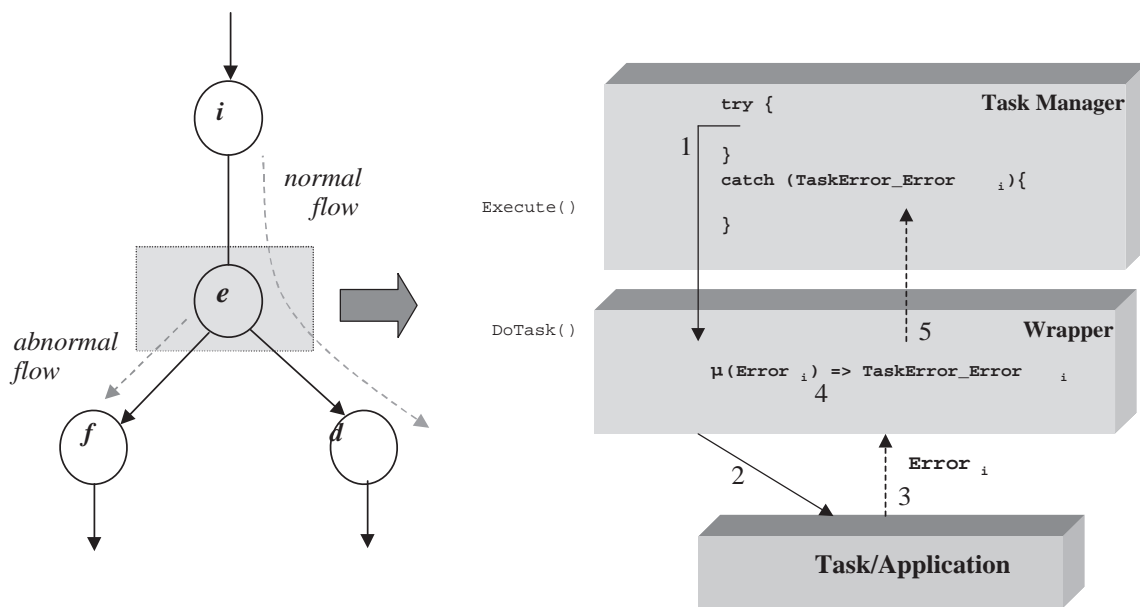 i
normal
flow
e
abnormal
flow
f
d
Execute()
DoTask()
try {
Task Manager
1
}
catch (TaskError_Error i){
}
5
Wrapper
µ(Error i) => TaskError_Error i
4
2
Error i
3
Task/Application